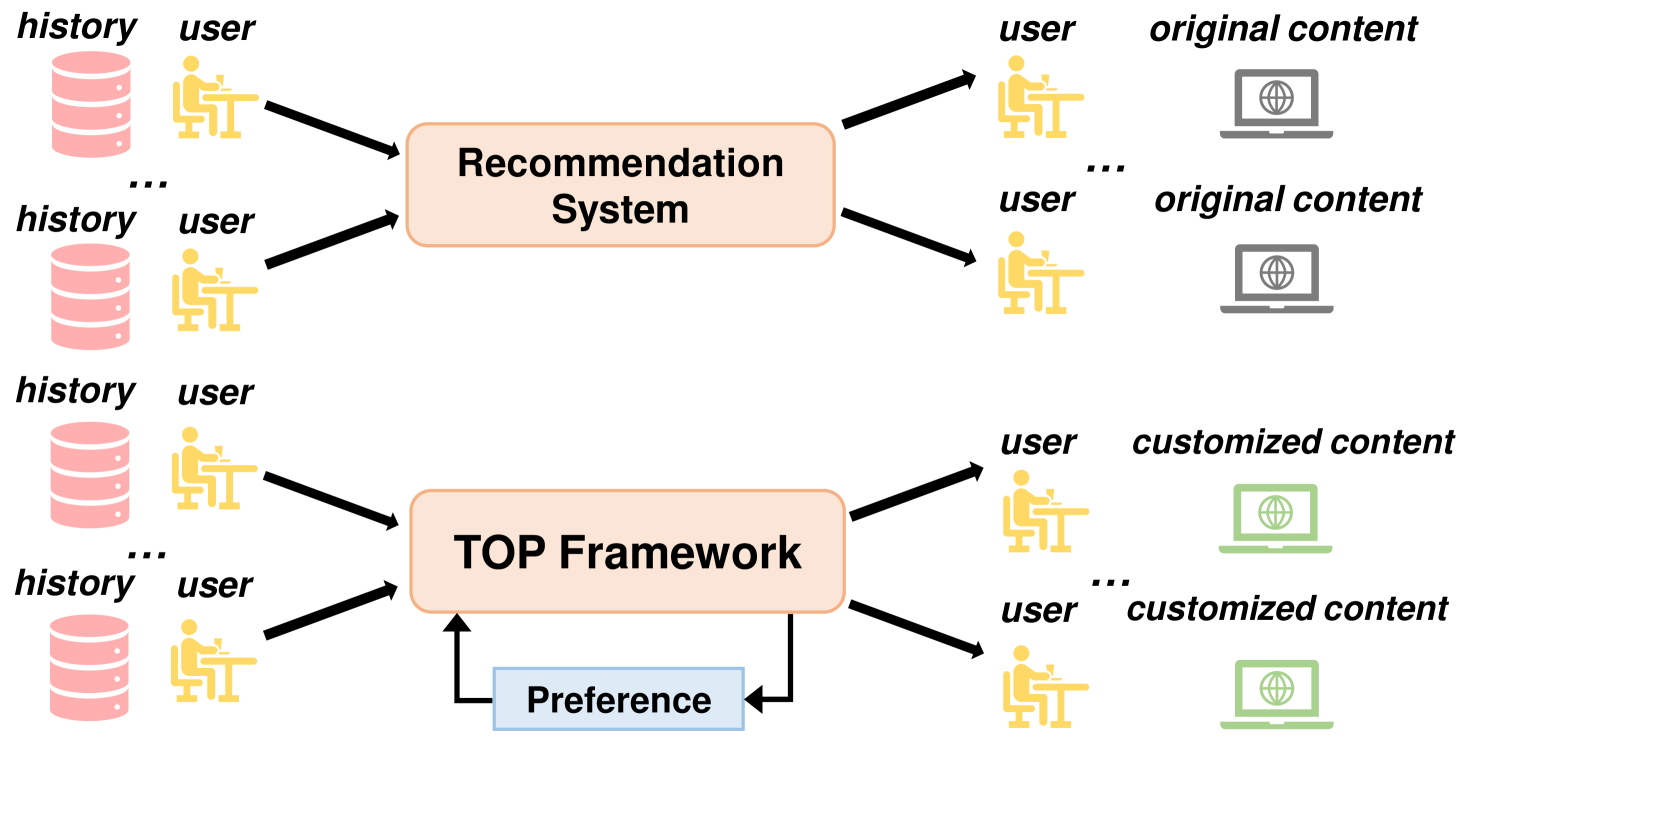 history user
...
history user
Recommendation
System
user original content
...
user original content
history user
...
history user
TOP Framework
Preference
user customized content
...
user customized content